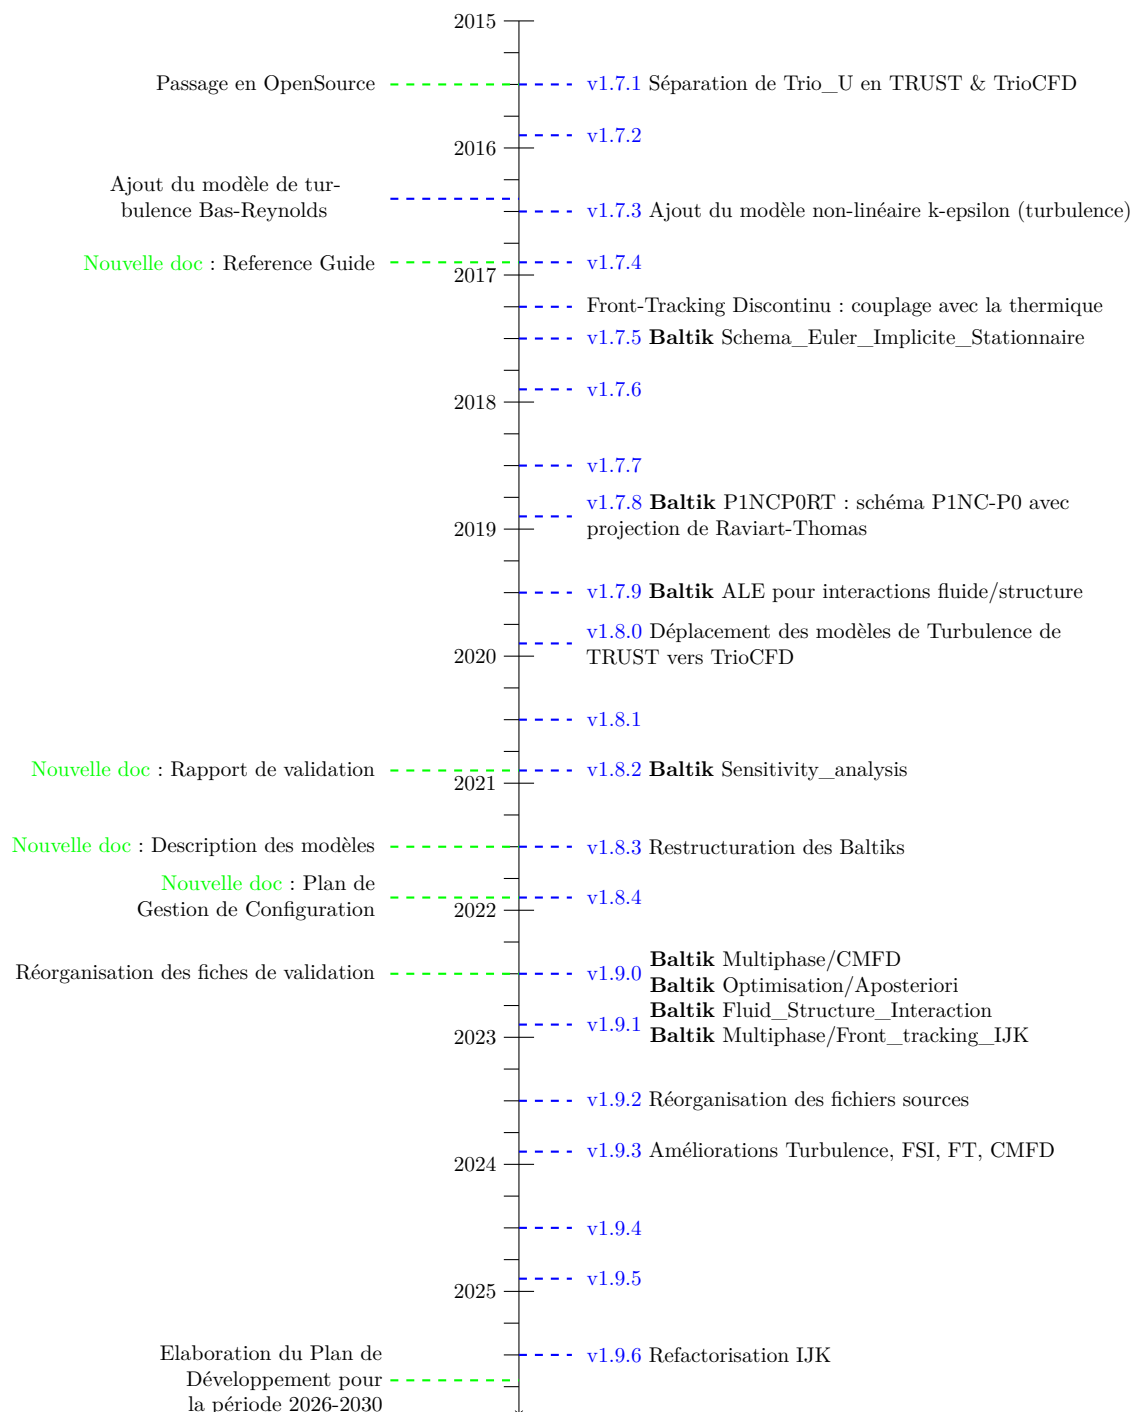 2015
Passage en OpenSource
v1.7.1 Séparation de Trio_U en TRUST & TrioCFD
v1.7.2
2016
Ajout du modèle de tur-
bulence Bas-Reynolds
v1.7.3 Ajout du modèle non-linéaire k-epsilon (turbulence)
Nouvelle doc : Reference Guide
v1.7.4
2017
Front-Tracking Discontinu : couplage avec la thermique
v1.7.5 Baltik Schema_Euler_Implicite_Stationnaire
v1.7.6
2018
v1.7.7
v1.7.8 Baltik P1NCP0RT : schéma P1NC-P0 avec
projection de Raviart-Thomas
2019
v1.7.9 Baltik ALE pour interactions fluide/structure
v1.8.0 Déplacement des modèles de Turbulence de
TRUST vers TrioCFD
2020
v1.8.1
Nouvelle doc : Rapport de validation
v1.8.2 Baltik Sensitivity_analysis
2021
Nouvelle doc : Description des modèles
v1.8.3 Restructuration des Baltiks
Nouvelle doc : Plan de
Gestion de Configuration
v1.8.4
2022
Réorganisation des fiches de validation
v1.9.0
Baltik Multiphase/CMFD
Baltik Optimisation/Aposteriori
v1.9.1
Baltik Fluid_Structure_Interaction
Baltik Multiphase/Front_tracking_IJK
2023
v1.9.2 Réorganisation des fichiers sources
v1.9.3 Améliorations Turbulence, FSI, FT, CMFD
2024
v1.9.4
v1.9.5
2025
v1.9.6 Refactorisation IJK
Elaboration du Plan de
Développement pour
la période 2026-2030